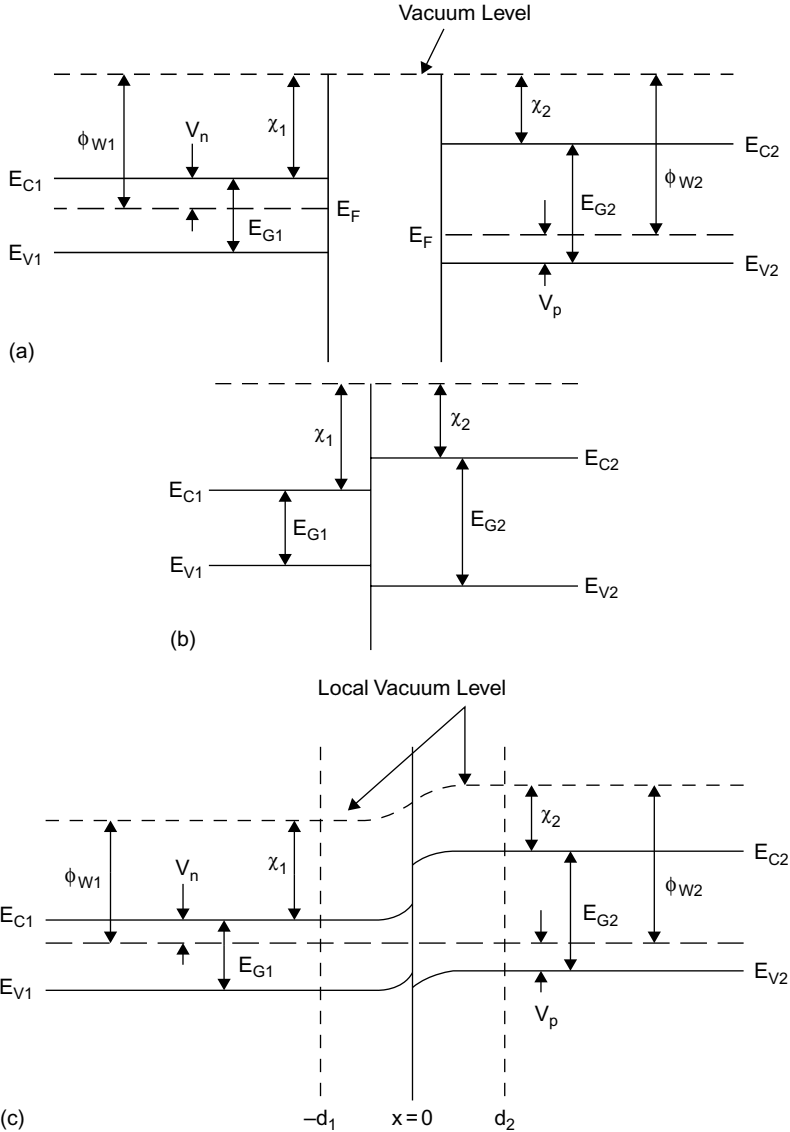 Vacuum Level
χ1
χ2
ϕW1
Vn
EC2
EC1
ϕW2
EF
EG2
EG1
EF
EV1
EV2
Vp
(a)
χ1
χ2
EC2
EC1
EG1
EG2
EV1
EV2
(b)
Local Vacuum Level
χ2
χ1
Vn
EC2
ϕW1
ϕW2
EC1
EG2
EG1
EV2
EV1
Vp
(c)
–d1
x = 0
d2